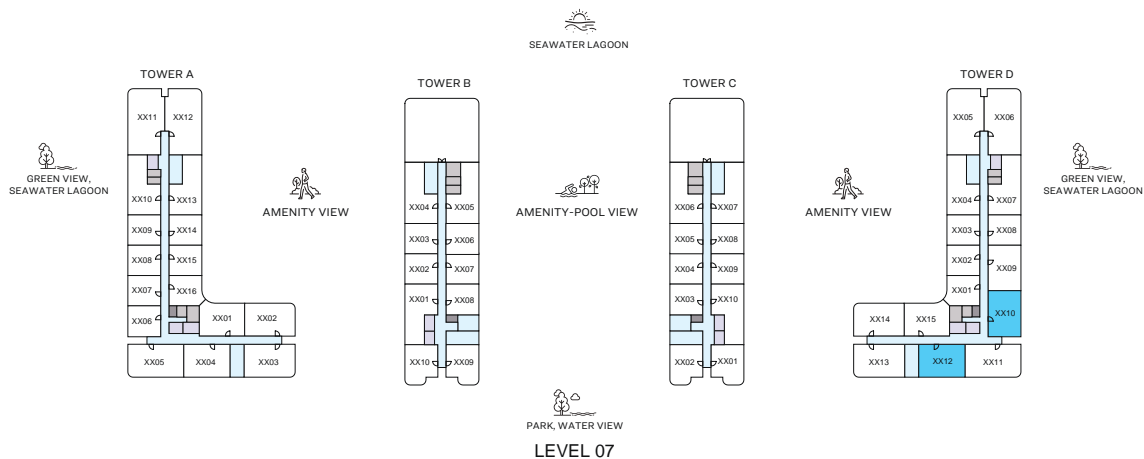 SEAWATER LAGOON
TOWER A
TOWER B
TOWER C
TOWER D
XX11 XX12
XX05 XX06
GREEN VIEW,
SEAWATER LAGOON
AMENITY VIEW
AMENITY-POOL VIEW
AMENITY VIEW
GREEN VIEW,
SEAWATER LAGOON
XX10 XX13
XX04 XX05
XX06 XX07
XX04 XX07
XX09 XX14
XX03 XX06
XX05 XX08
XX03 XX08
XX08 XX15
XX02 XX07
XX04 XX09
XX02 XX09
XX07 XX16
XX01 XX08
XX03 XX10
XX01 XX10
XX06 XX01 XX02
XX14 XX15
XX05 XX04 XX03
XX10 XX09
XX02 XX01
XX13 XX12 XX11
PARK, WATER VIEW
LEVEL 07